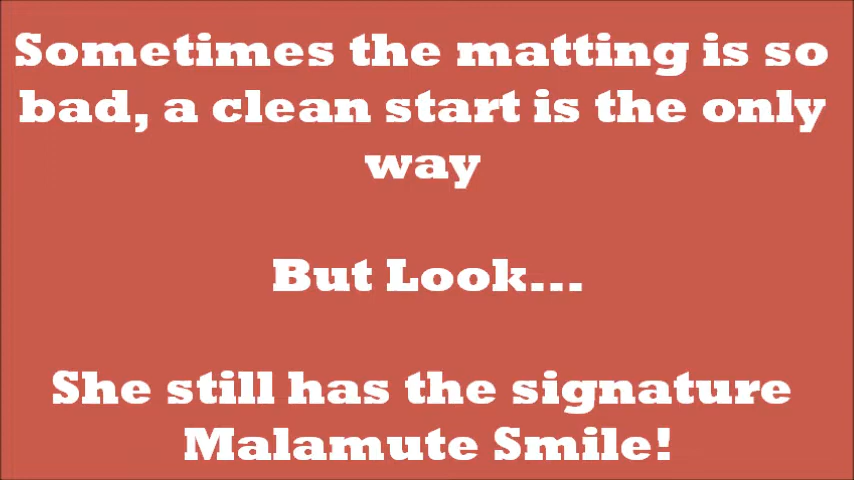 Sometimes the matting is so
bad, a clean start is the only
way
But Look...
She still has the signature
Malamute Smile!